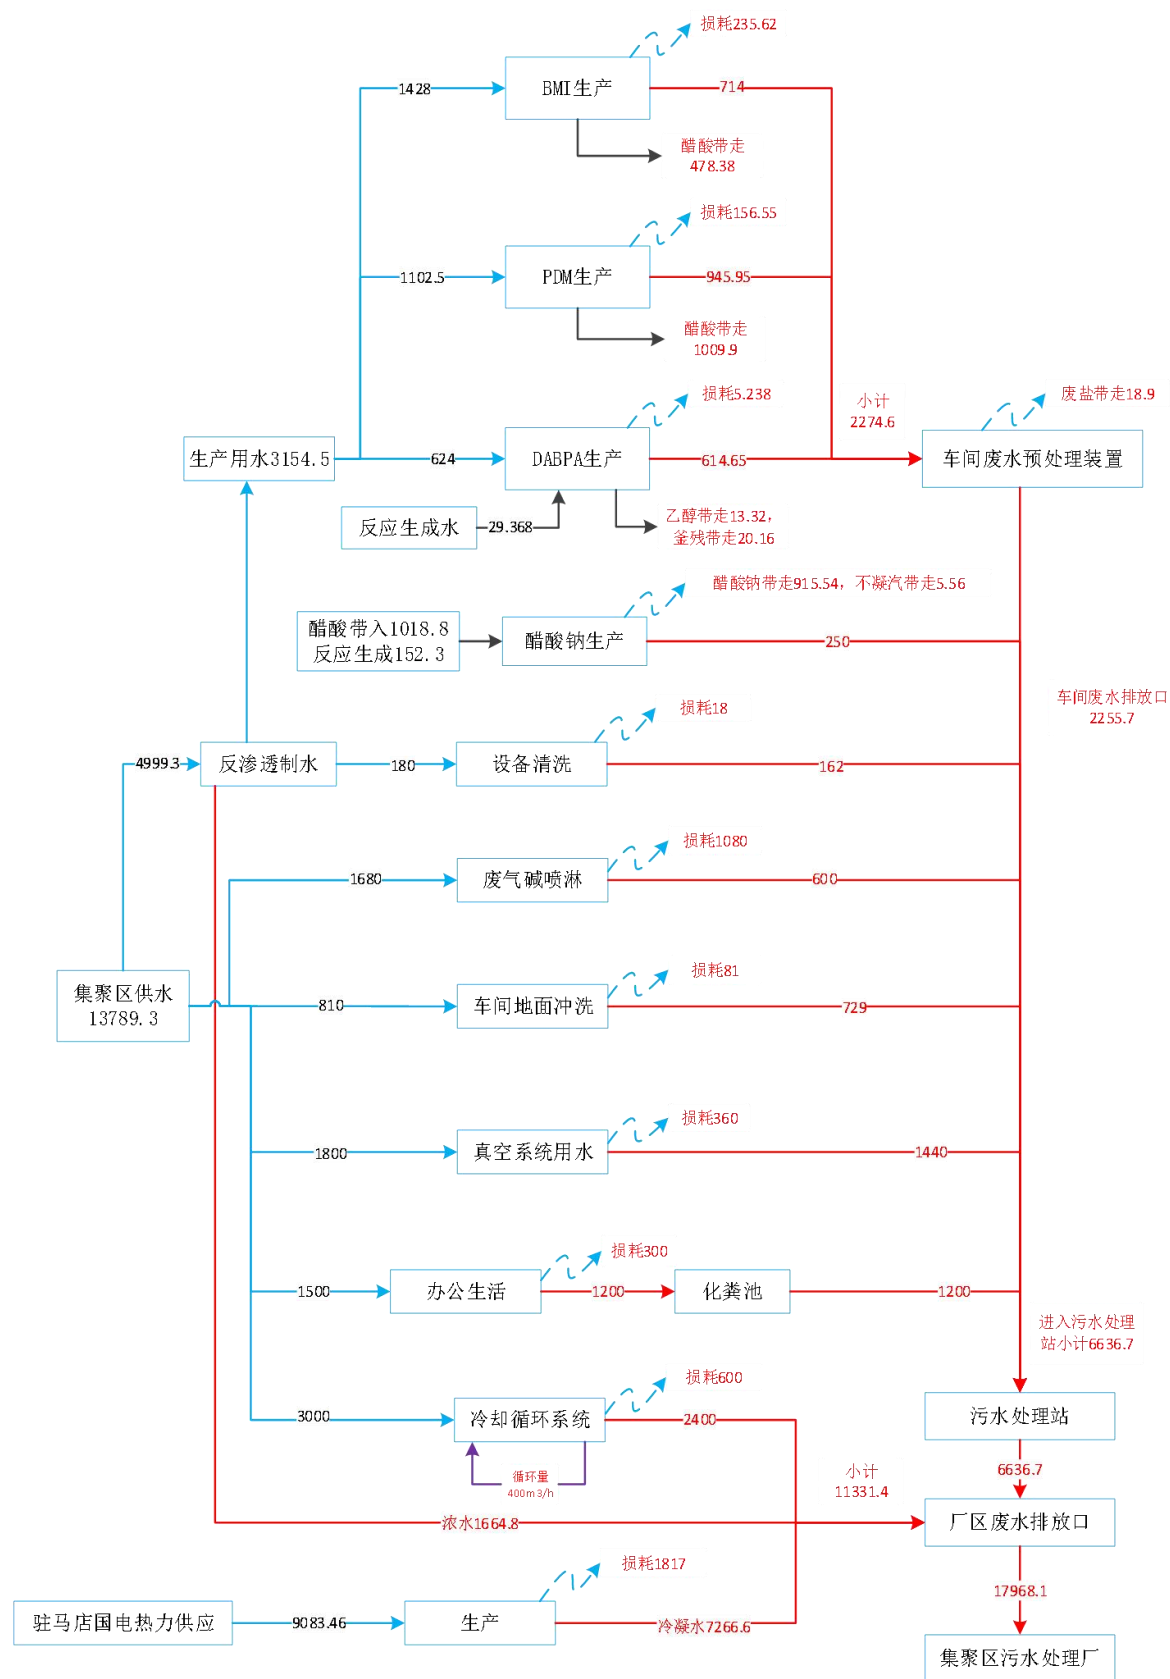 损耗235.62
1428
BMI生产
714
醋酸带走
478.38
损耗156.55
1102.5
PDM生产
945.95
醋酸带走
1009.9
损耗5.238
小计
2274.6
废盐带走18.9
生产用水3154.5
624
DABPA生产
614.65
车间废水预处理装置
反应生成水
29.368
乙醇带走13.32，
釜残带走20.16
醋酸钠带走915.54，不凝汽带走5.56
醋酸带入1018.8
反应生成152.3
醋酸钠生产
250
车间废水排放口
2255.7
损耗18
4999.3
反渗透制水
180
设备清洗
162
损耗1080
1680
废气碱喷淋
600
损耗81
集聚区供水
13789.3
810
车间地面冲洗
729
损耗360
1800
真空系统用水
1440
损耗300
1500
办公生活
1200
化粪池
1200
进入污水处理
站小计6636.7
损耗600
3000
冷却循环系统
2400
污水处理站
循环量
400m3/h
小计
11331.4
6636.7
浓水1664.8
厂区废水排放口
损耗1817
17968.1
驻马店国电热力供应
9083.46
生产
冷凝水7266.6
集聚区污水处理厂